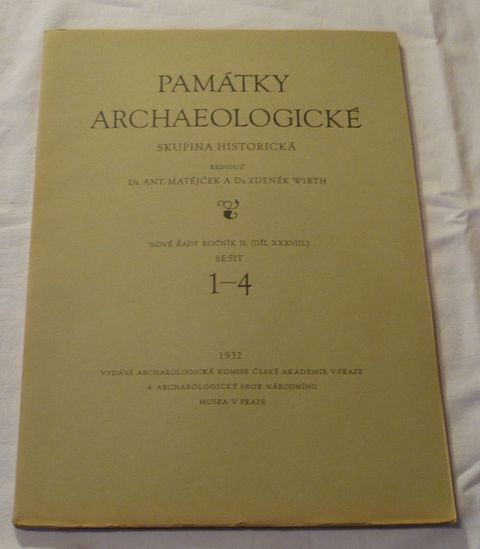 PAMÁTKY
ARCHAEOLOGICKÉ
SKUPINA HISTORICKÁ
REDIGUJÍ
DR. ANT. MATĚJČEK A DR. ZDENĚK WIRTH
NOVÉ ŘADY ROČNÍK II. (DÍL XXXVIII.)
SEŠIT
1–4
1932
VYDÁVÁ ARCHAEOLOGICKÁ KOMISE ČESKÉ AKADEMIE V PRAZE
A ARCHAEOLOGICKÝ SBOR NÁRODNÍHO
MUSEA V PRAZE